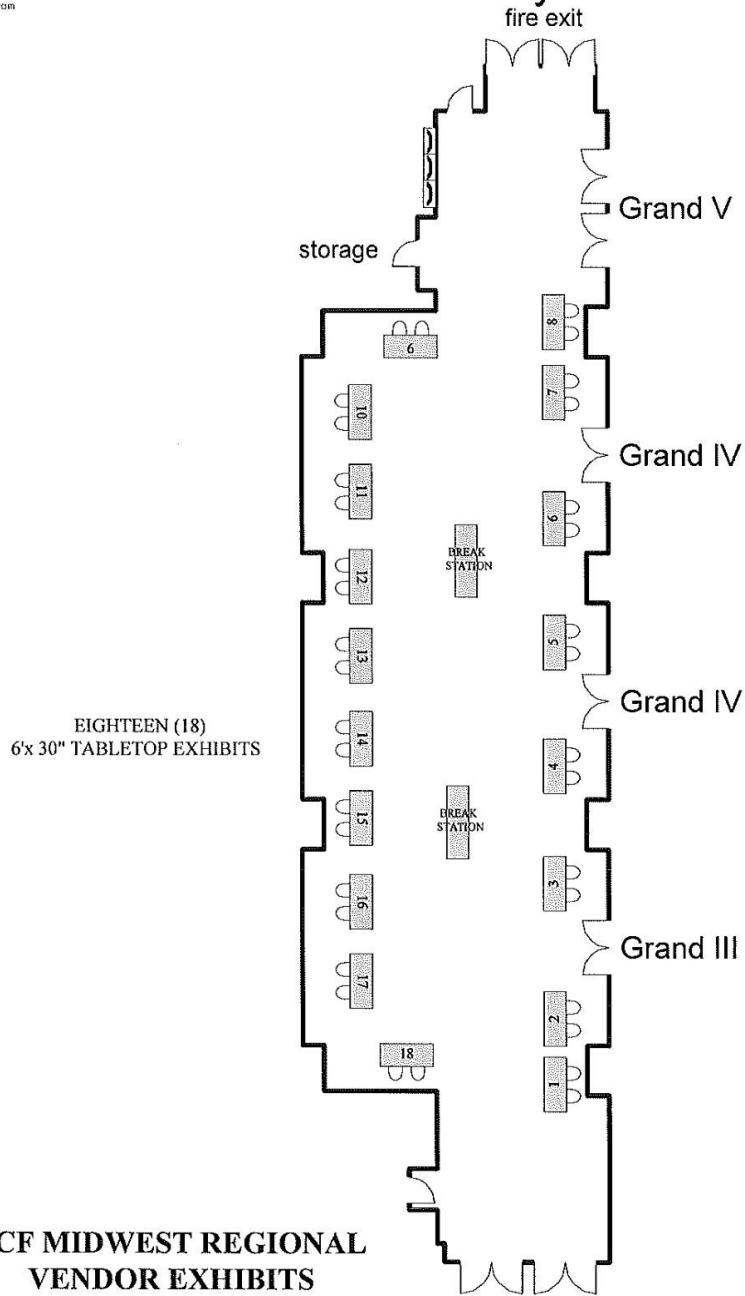 om
y
fire exit
Grand V
storage
8
6
7
10
Grand IV
11
6
BREAK
STATION
12
5
13
Grand IV
EIGHTEEN (18)
6'x 30" TABLETOP EXHIBITS
14
4
BREAK
STATION
15
3
16
Grand III
17
2
18
1
CF MIDWEST REGIONAL
VENDOR EXHIBITS